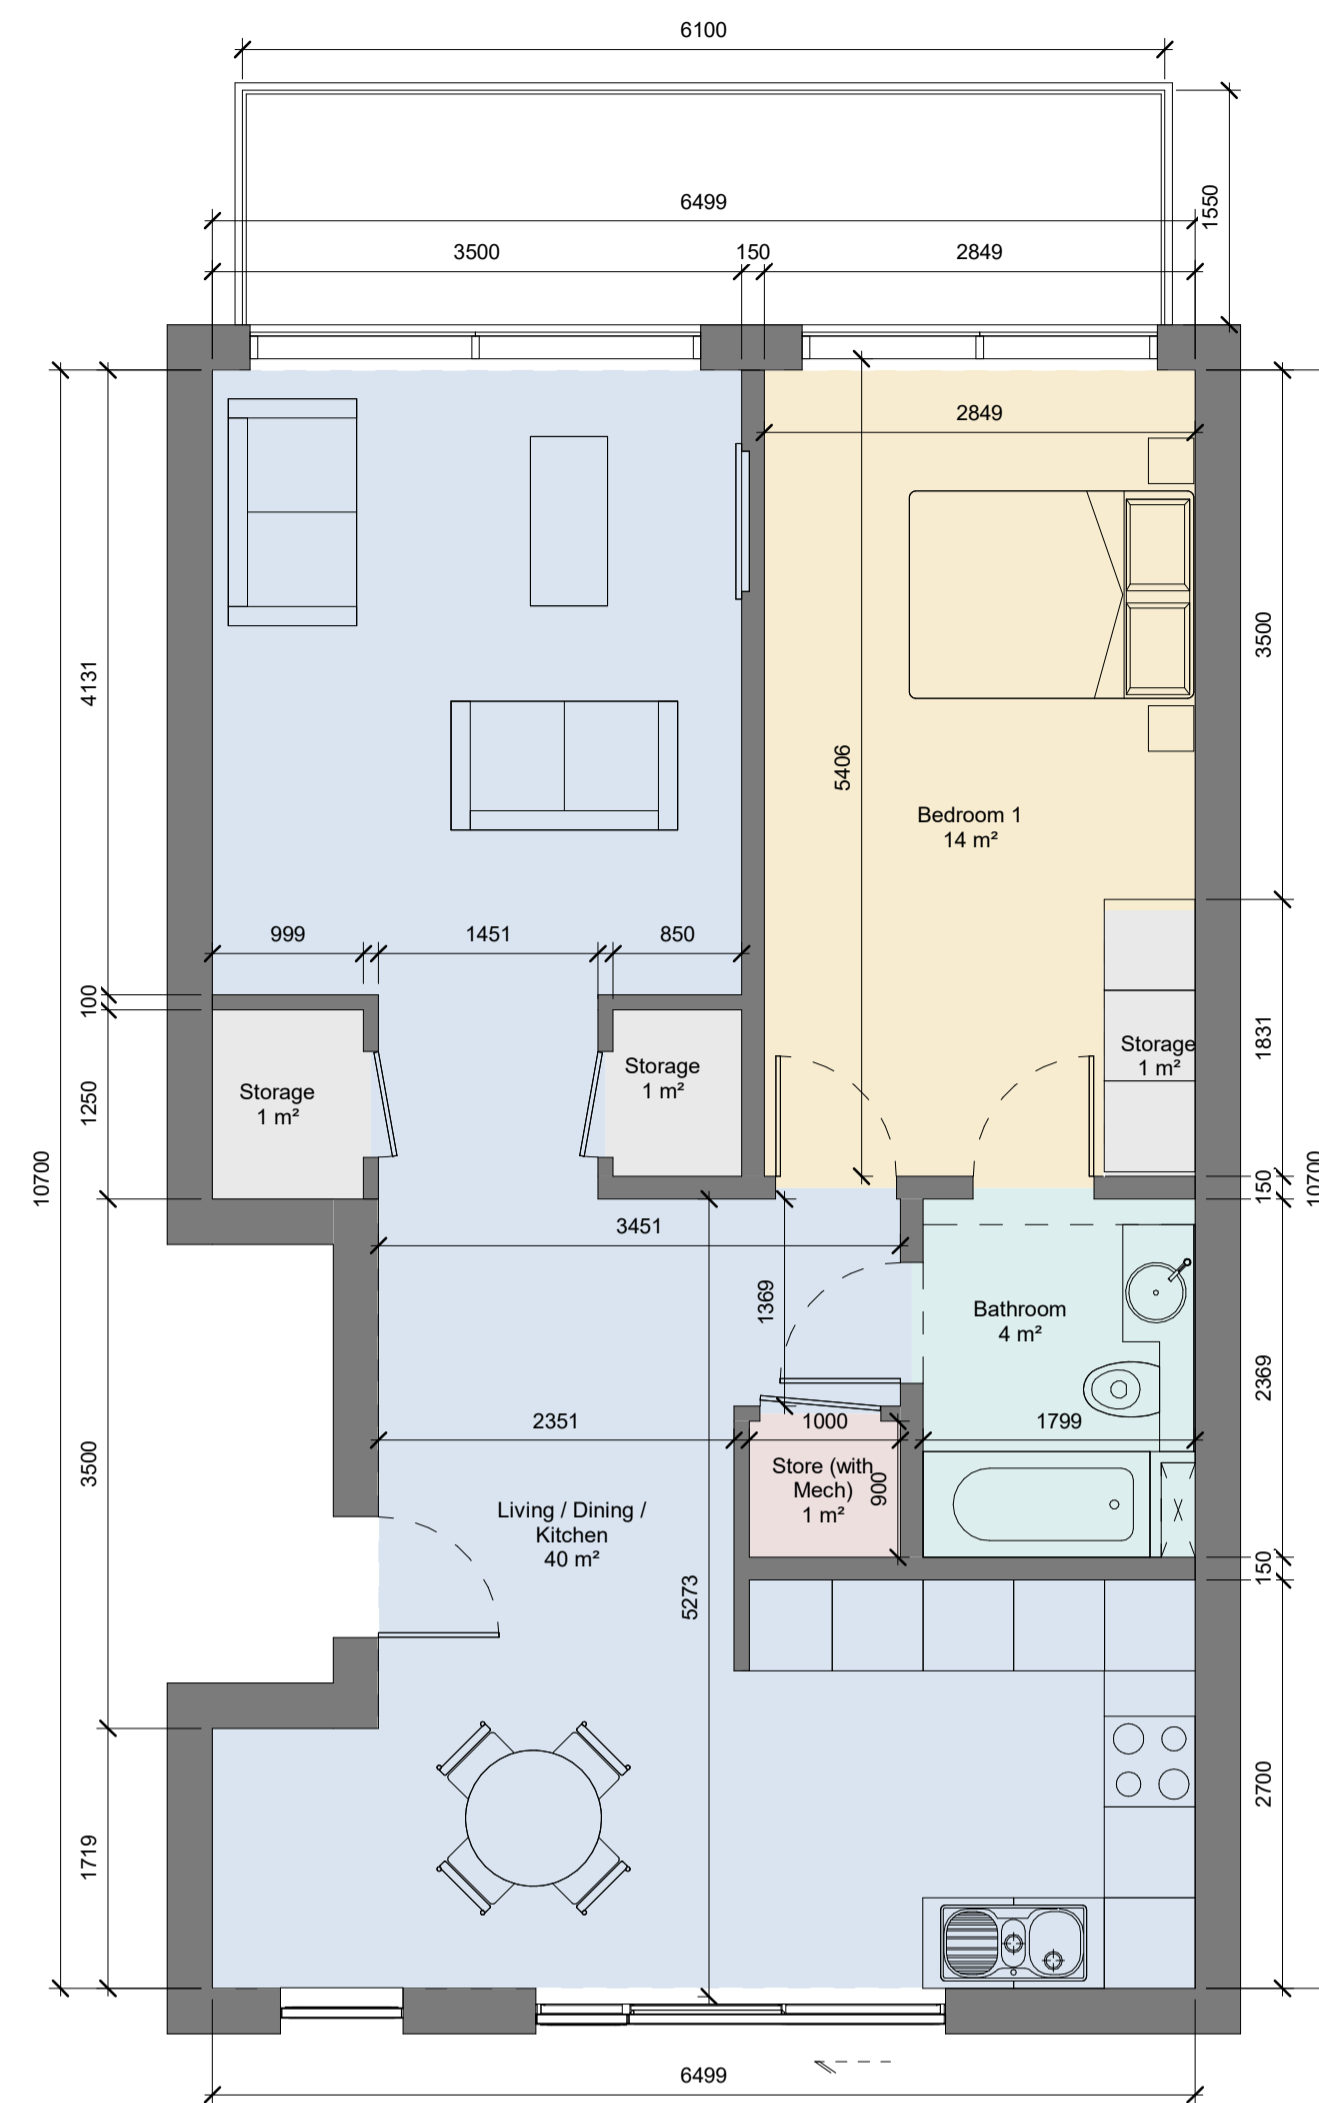 6100
1550
6499
3500
150
2849
2849
3500
4131
5406
Bedroom 1
14 m²
999
1451
850
100
1831
Storage
1 m²
Storage
1 m²
Storage
1 m²
1250
10700
10700
150
3451
1369
Bathroom
4 m²
2369
2351
1000
1799
3500
Store (with
Mech)
1 m²
900
Living / Dining /
Kitchen
40 m²
150
5273
2700
1719
6499